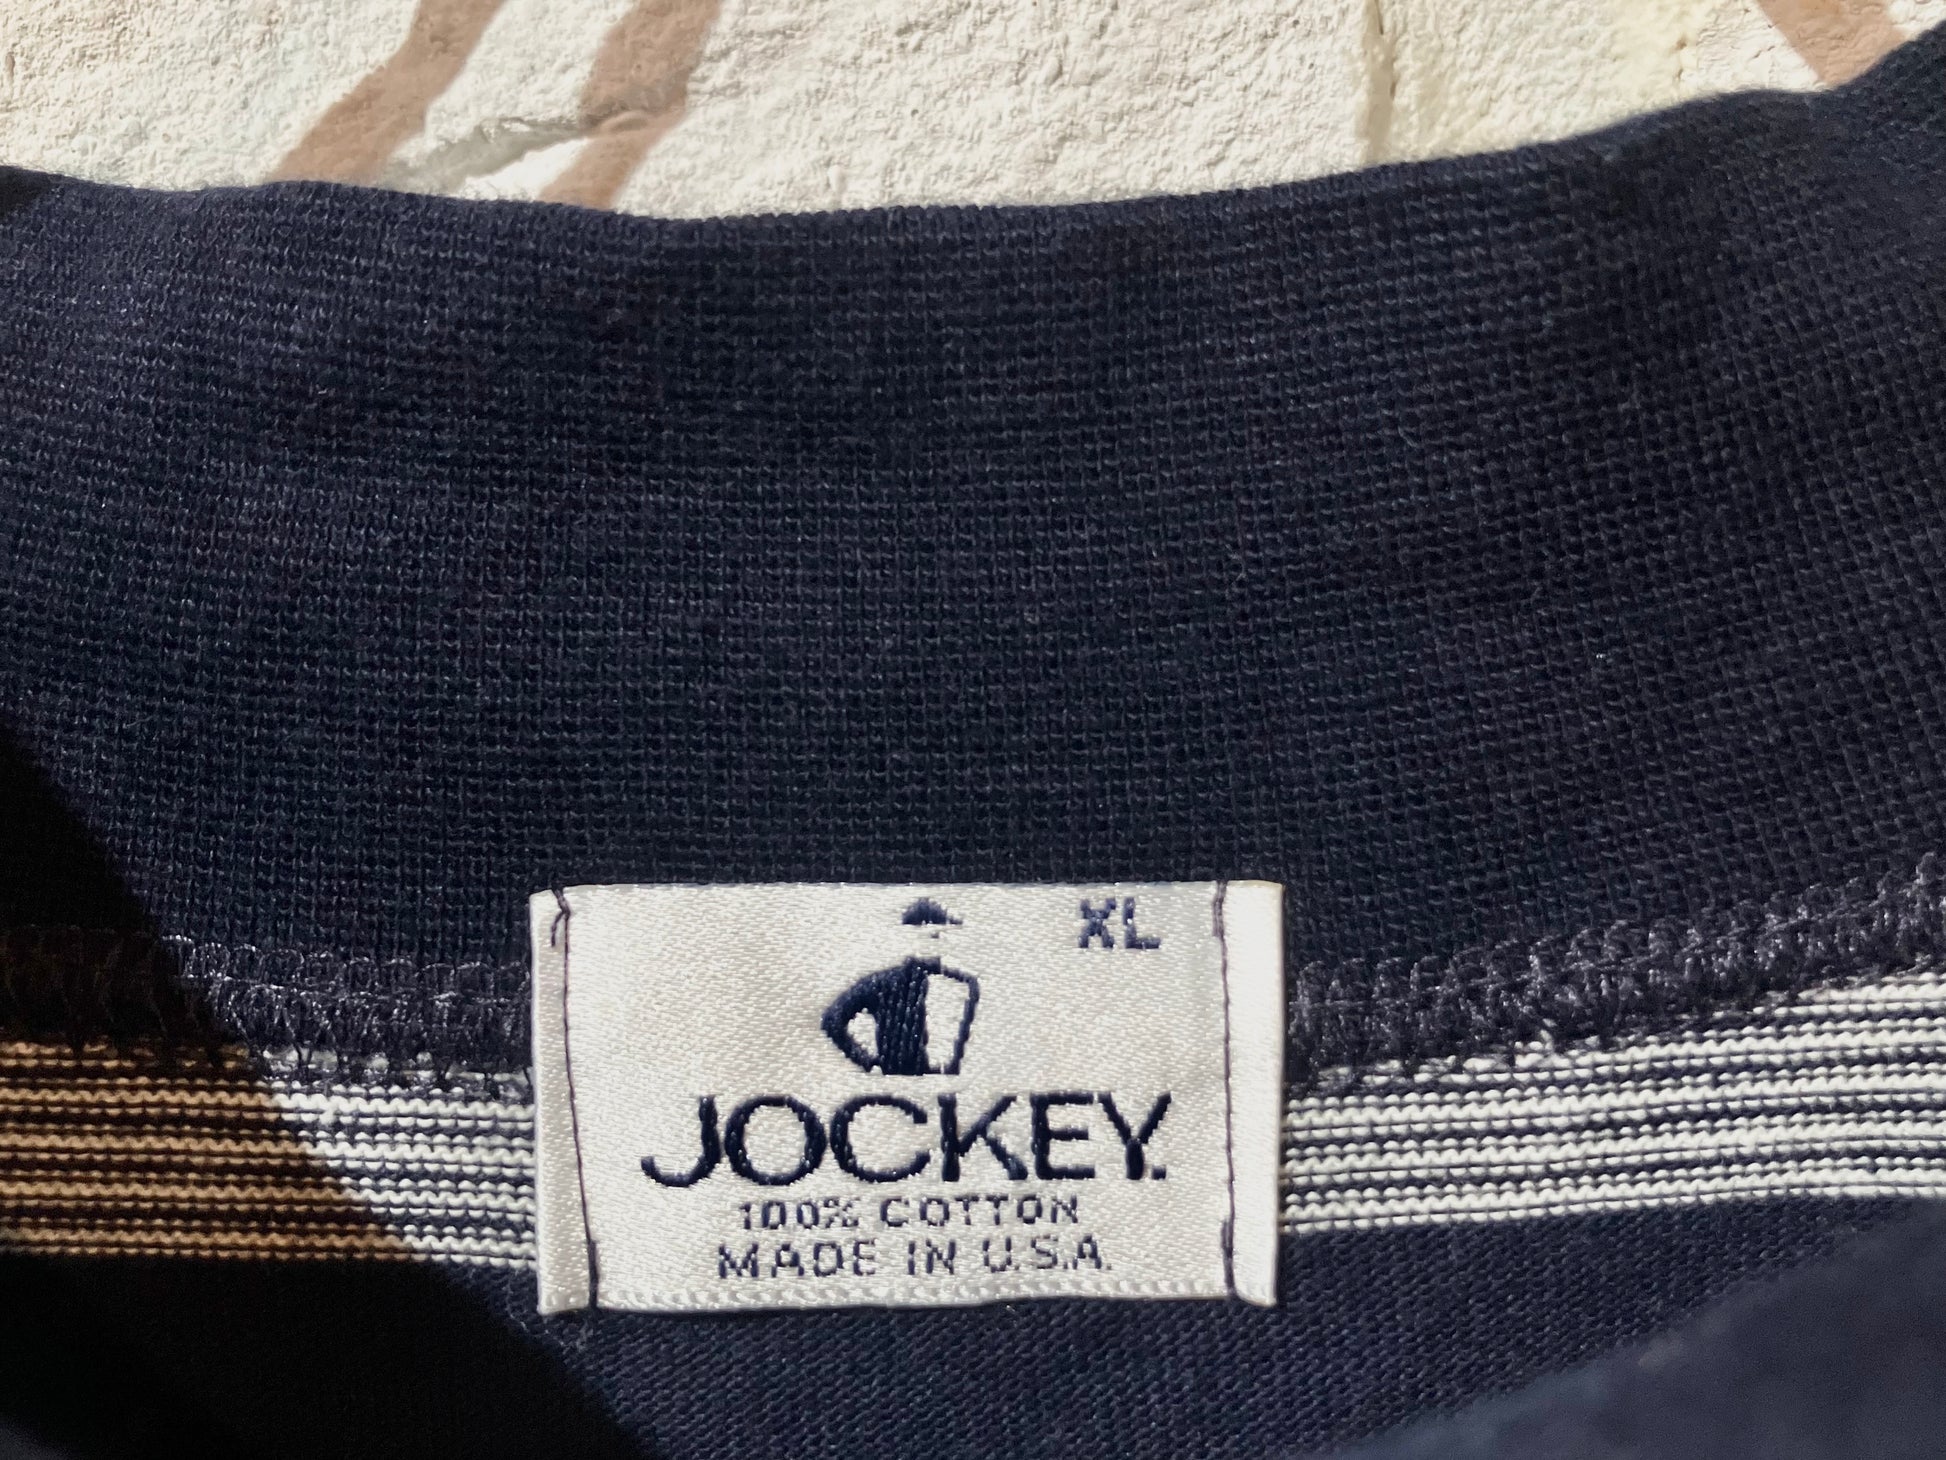 XL
JOCKEY.
100% COTTON
MADE IN U.S.A.